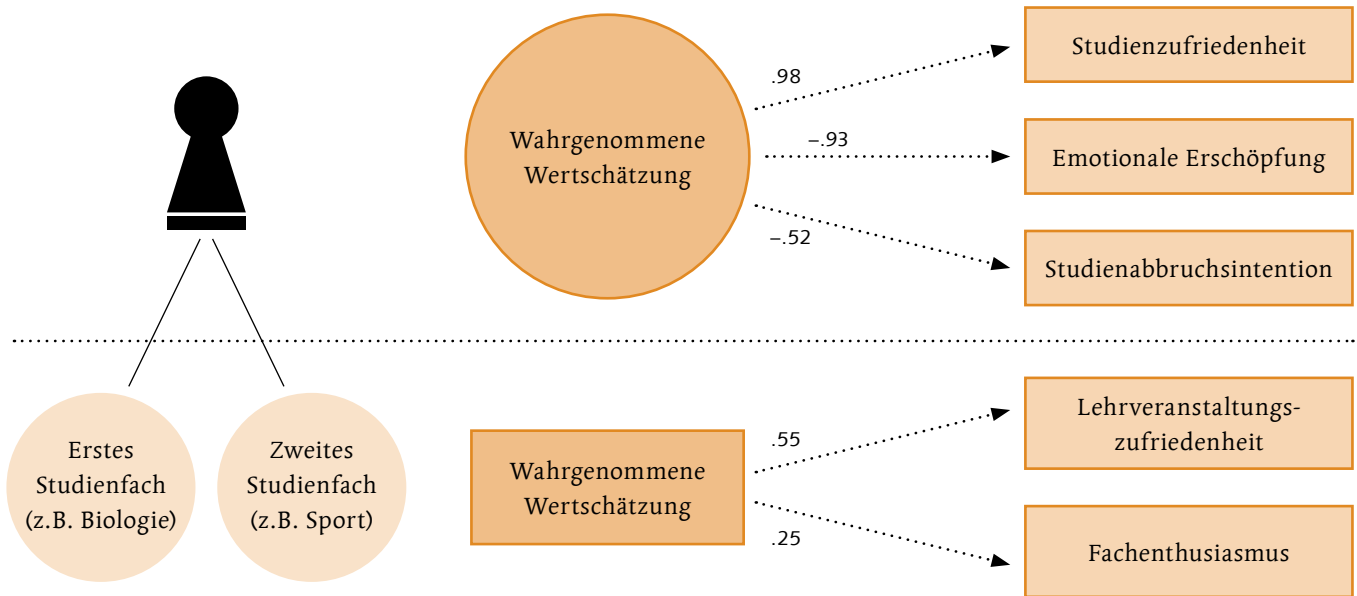 Wahrgenommene
Wertschätzung
.98
–.93
–.52
Studienzufriedenheit
Emotionale Erschöpfung
Studienabbruchsintention
Erstes
Studienfach
(z.B. Biologie)
Zweites
Studienfach
(z.B. Sport)
Wahrgenommene
Wertschätzung
.55
.25
Lehrveranstaltungs-
zufriedenheit
Fachenthusiasmus